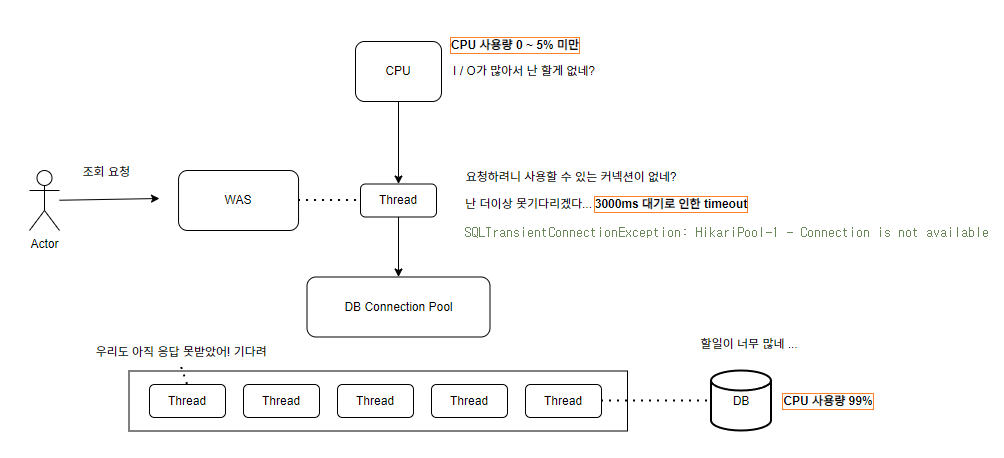 CPU 사용량 0 ~ 5% 미만
CPU
I / O가 많아서 난 할게 없네?
조회 요청
요청하려니 사용할 수 있는 커넥션이 없네?
WAS
Thread
난 더이상 못기다리겠다... 3000ms 대기로 인한 timeout
SQLTransientConnectionException: HikariPool-1 - Connection is not available
Actor
DB Connection Pool
우리도 아직 응답 못받았어! 기다려
할일이 너무 많네 ...
Thread
Thread
Thread
Thread
Thread
DB
CPU 사용량 99%